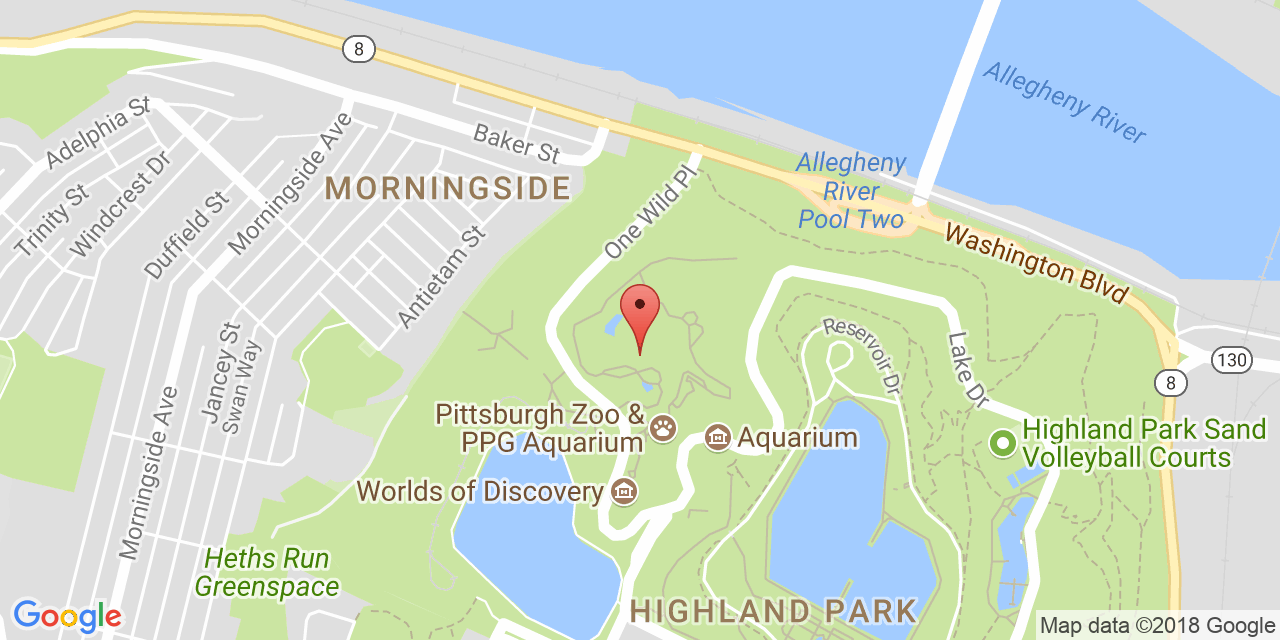 8
Allegheny River
Adelphia St
Baker St
Allegheny
River
Pool Two
Morningside Ave
Windcrest Dr
Trinity St
MORNINGSIDE
One Wild Pl
Duffield St
Washington Blvd
Antietam St
Reservoir Dr
Lake Dr
130
Jancey St
Swan Way
8
Pittsburgh Zoo &
PPG Aquarium
Aquarium
Highland Park Sand
Volleyball Courts
Morningside Ave
Worlds of Discovery
Heths Run
Greenspace
HIGHLAND PARK
Google
Map data ©2018 Google